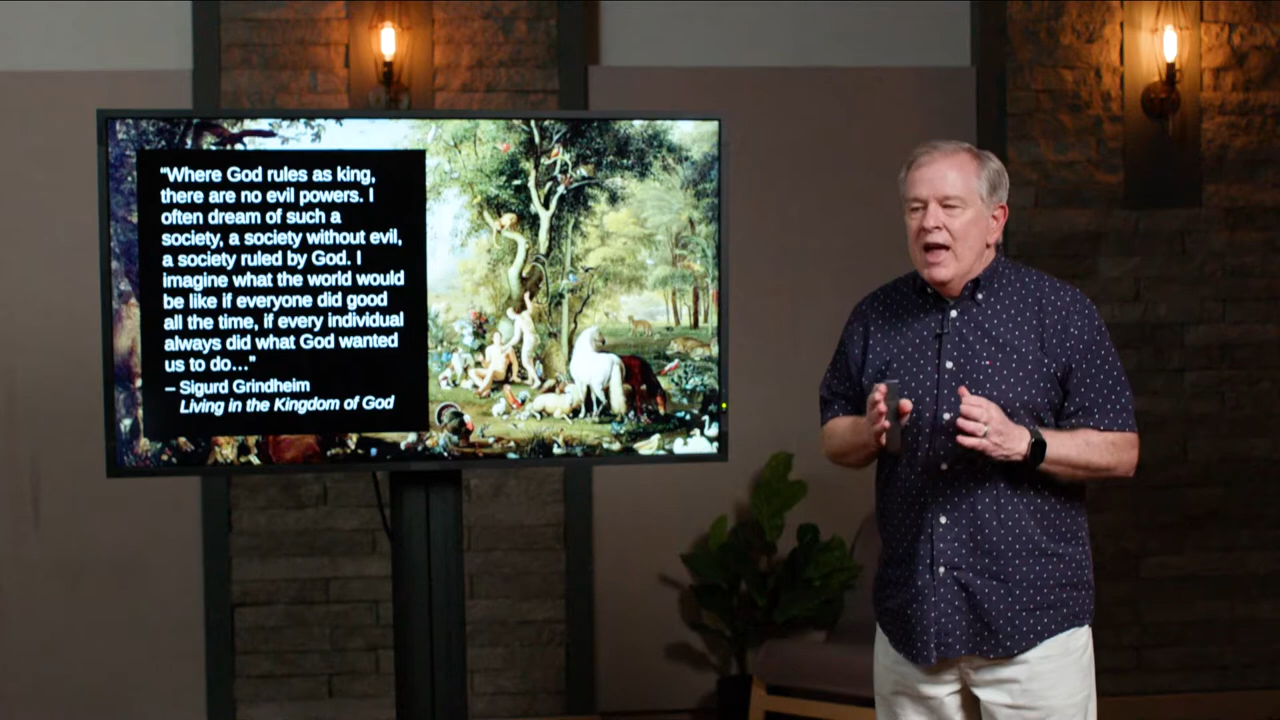 “Where God rules as king,
there are no evil powers. I
often dream of such a
society, a society without evil,
a society ruled by God. I
imagine what the world would
be like if everyone did good
all the time, if every individual
always did what God wanted
us to do…”
– Sigurd Grindheim
Living in the Kingdom of God